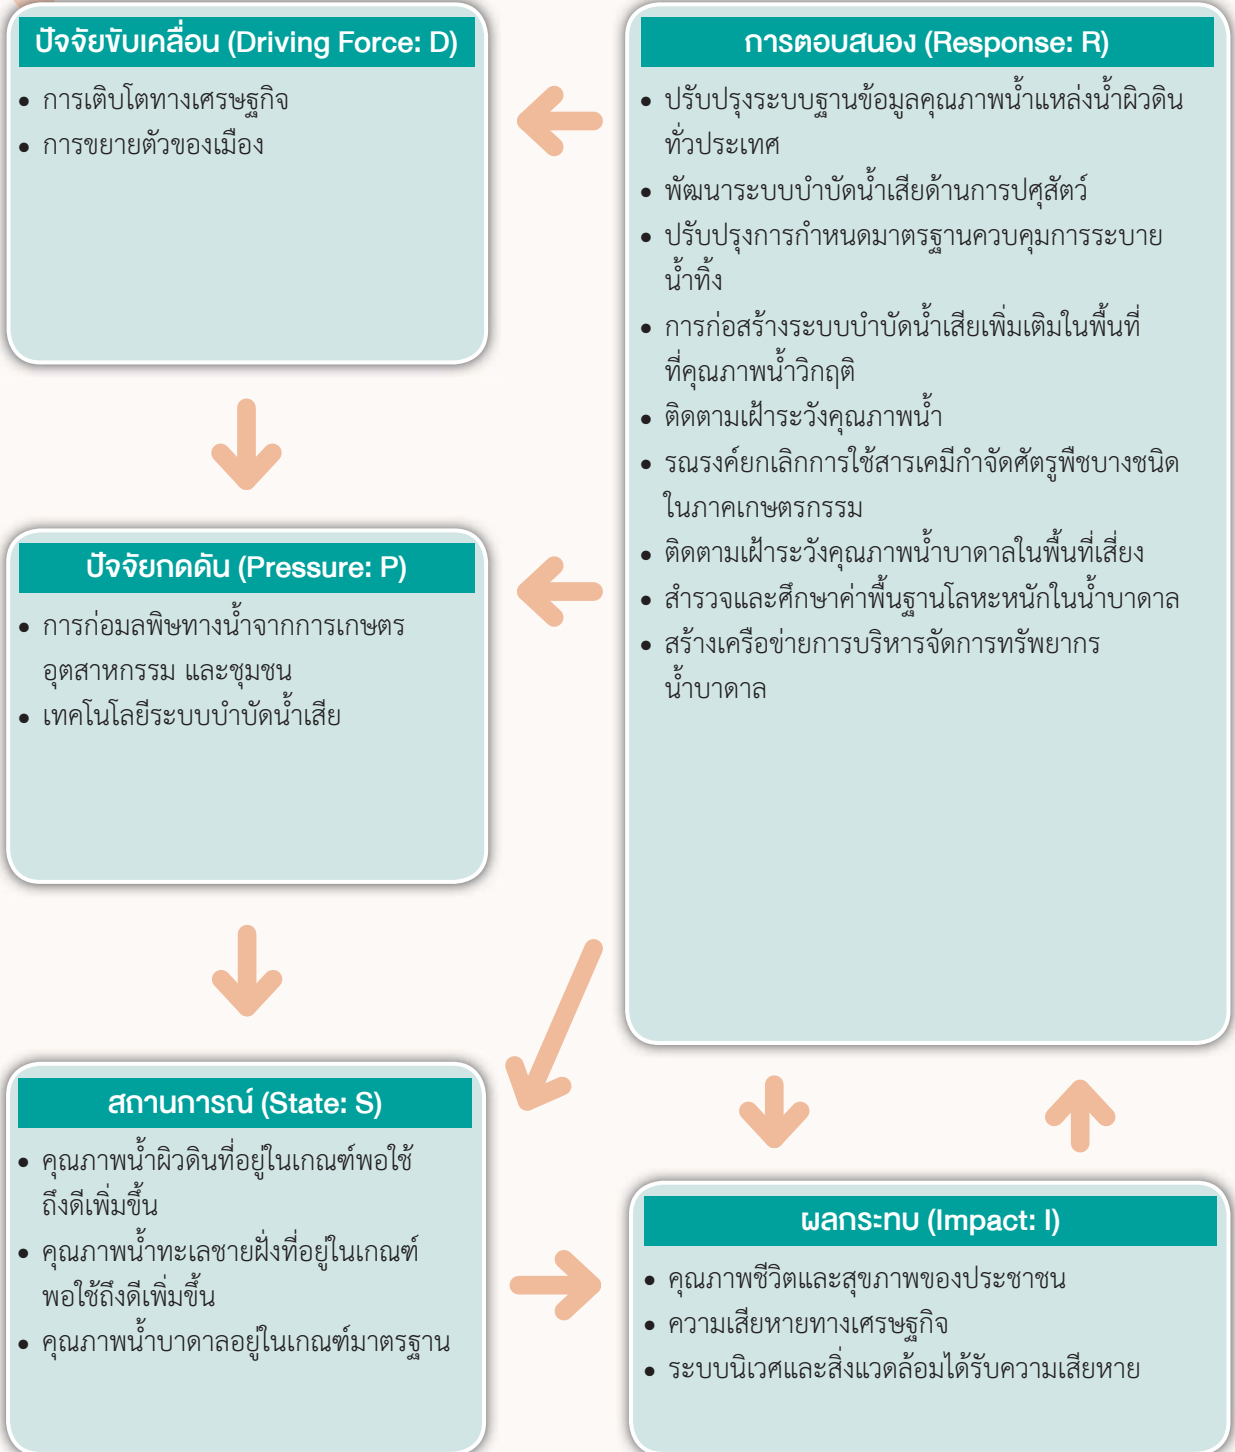 ปัจจัยขับเคลื่อน (Driving Force: D)
• การเติบโตทางเศรษฐกิจ
• การขยายตัวของเมือง
ปัจจัยกดดัน (Pressure: P)
• การก่อมลพิษทางน้ำจากการเกษตร
อุตสาหกรรม และชุมชน
• เทคโนโลยีระบบบำบัดน้ำเสีย
สถานการณ์ (State: S)
• คุณภาพน้ำผิวดินที่อยู่ในเกณฑ์พอใช้
ถึงดีเพิ่มขึ้น
• คุณภาพน้ำทะเลชายฝั่งที่อยู่ในเกณฑ์
พอใช้ถึงดีเพิ่มขึ้น
• คุณภาพน้ำบาดาลอยู่ในเกณฑ์มาตรฐาน
การตอบสนอง (Response: R)
• ปรับปรุงระบบฐานข้อมูลคุณภาพน้ำแหล่งน้ำผิวดิน
ทั่วประเทศ
• พัฒนาระบบบำบัดน้ำเสียด้านการปศุสัตว์
• ปรับปรุงการกำหนดมาตรฐานควบคุมการระบาย
น้ำทิ้ง
• การก่อสร้างระบบบำบัดน้ำเสียเพิ่มเติมในพื้นที่
ที่คุณภาพน้ำวิกฤติ
• ติดตามเฝ้าระวังคุณภาพน้ำ
• รณรงค์ยกเลิกการใช้สารเคมีกำจัดศัตรูพืชบางชนิด
ในภาคเกษตรกรรม
• ติดตามเฝ้าระวังคุณภาพน้ำบาดาลในพื้นที่เสี่ยง
• สำรวจและศึกษาค่าพื้นฐานโลหะหนักในน้ำบาดาล
• สร้างเครือข่ายการบริหารจัดการทรัพยากร
น้ำบาดาล
ผลกระทบ (Impact: I)
• คุณภาพชีวิตและสุขภาพของประชาชน
• ความเสียหายทางเศรษฐกิจ
• ระบบนิเวศและสิ่งแวดล้อมได้รับความเสียหาย